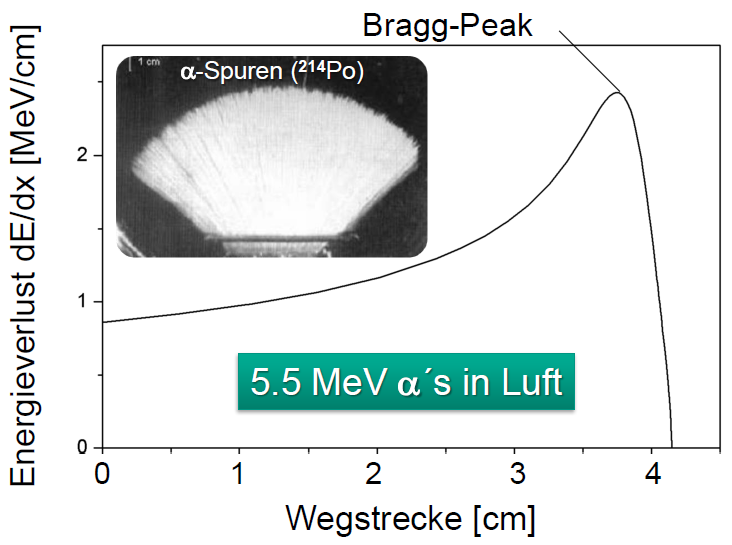 Bragg-Peak
1 cm
α-Spuren (²¹⁴Po)
Energieverlust dE/dx [MeV/cm]
2
1
0
5.5 MeV α´s in Luft
0 1 2 3 4
Wegstrecke [cm]